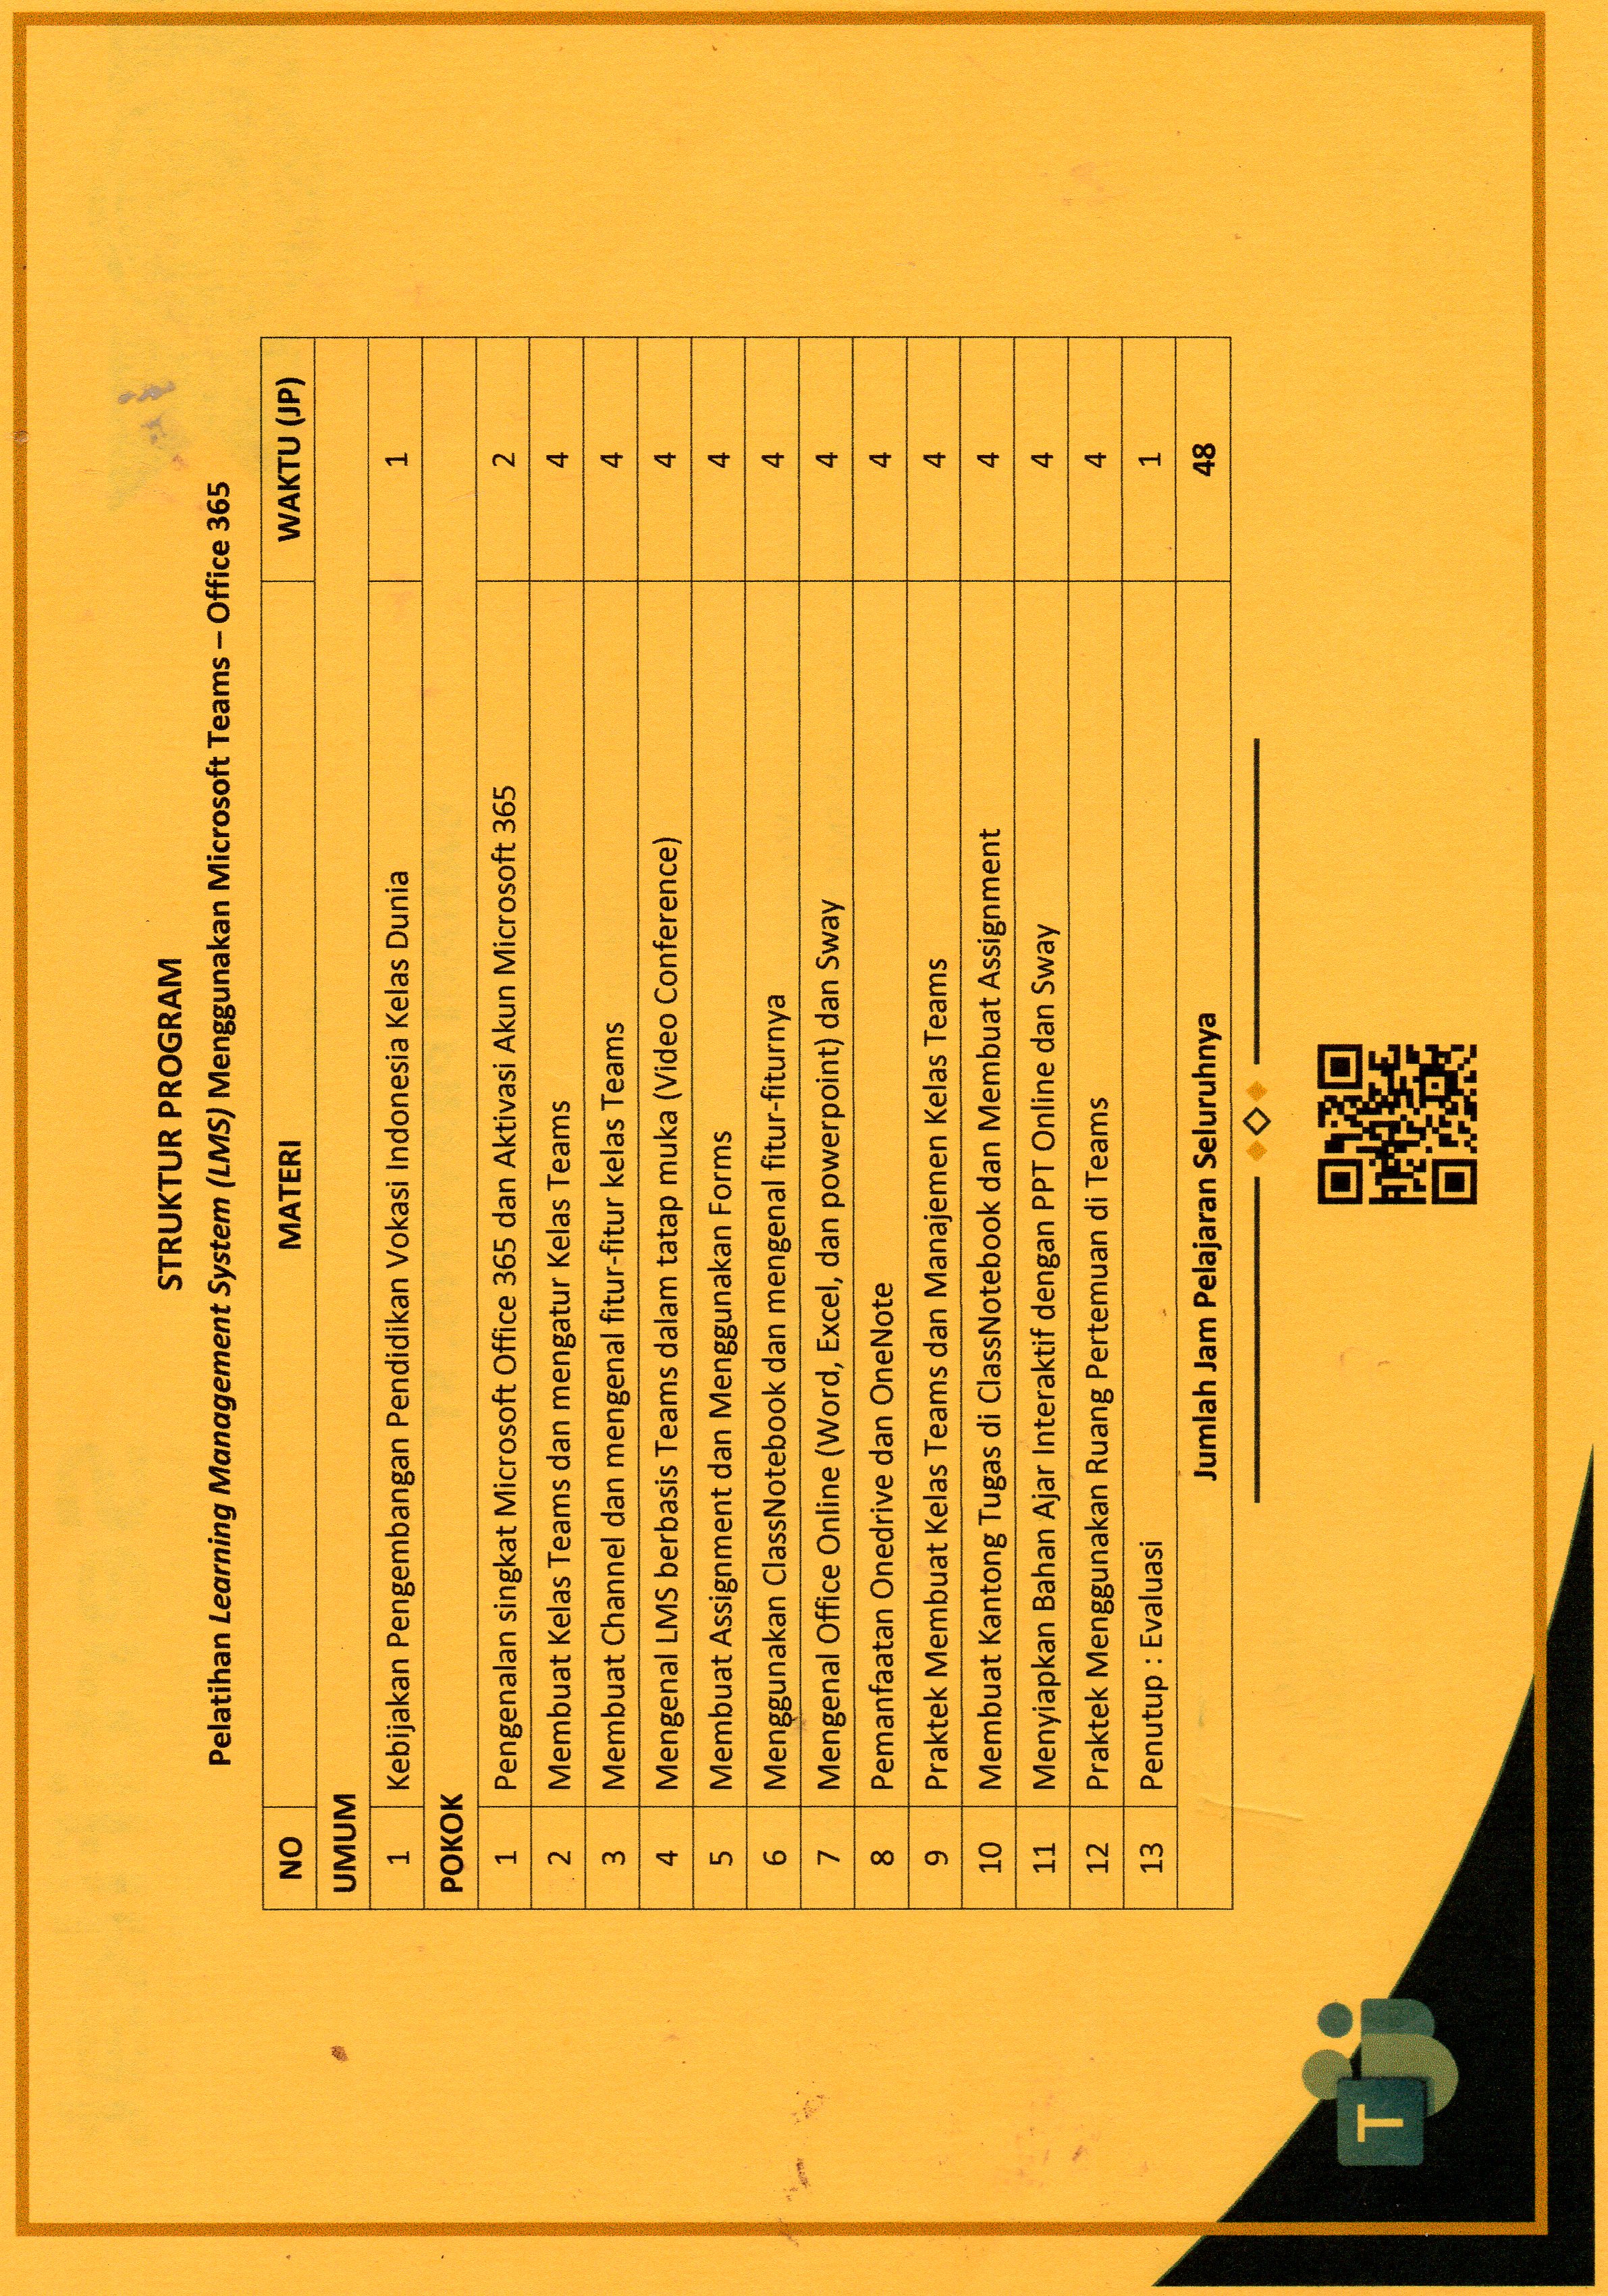 STRUKTUR PROGRAM
Pelatihan Learning Management System (LMS) Menggunakan Microsoft Teams – Office 365
NO MATERI WAKTU (JP)
UMUM
1 Kebijakan Pengembangan Pendidikan Vokasi Indonesia Kelas Dunia 1
POKOK
1 Pengenalan singkat Microsoft Office 365 dan Aktivasi Akun Microsoft 365 2
2 Membuat Kelas Teams dan mengatur Kelas Teams 4
3 Membuat Channel dan mengenal fitur-fitur kelas Teams 4
4 Mengenal LMS berbasis Teams dalam tatap muka (Video Conference) 4
5 Membuat Assignment dan Menggunakan Forms 4
6 Menggunakan ClassNotebook dan mengenal fitur-fiturnya 4
7 Mengenal Office Online (Word, Excel, dan powerpoint) dan Sway 4
8 Pemanfaatan Onedrive dan OneNote 4
9 Praktek Membuat Kelas Teams dan Manajemen Kelas Teams 4
10 Membuat Kantong Tugas di ClassNotebook dan Membuat Assignment 4
11 Menyiapkan Bahan Ajar Interaktif dengan PPT Online dan Sway 4
12 Praktek Menggunakan Ruang Pertemuan di Teams 4
13 Penutup : Evaluasi 1
Jumlah Jam Pelajaran Seluruhnya 48
T